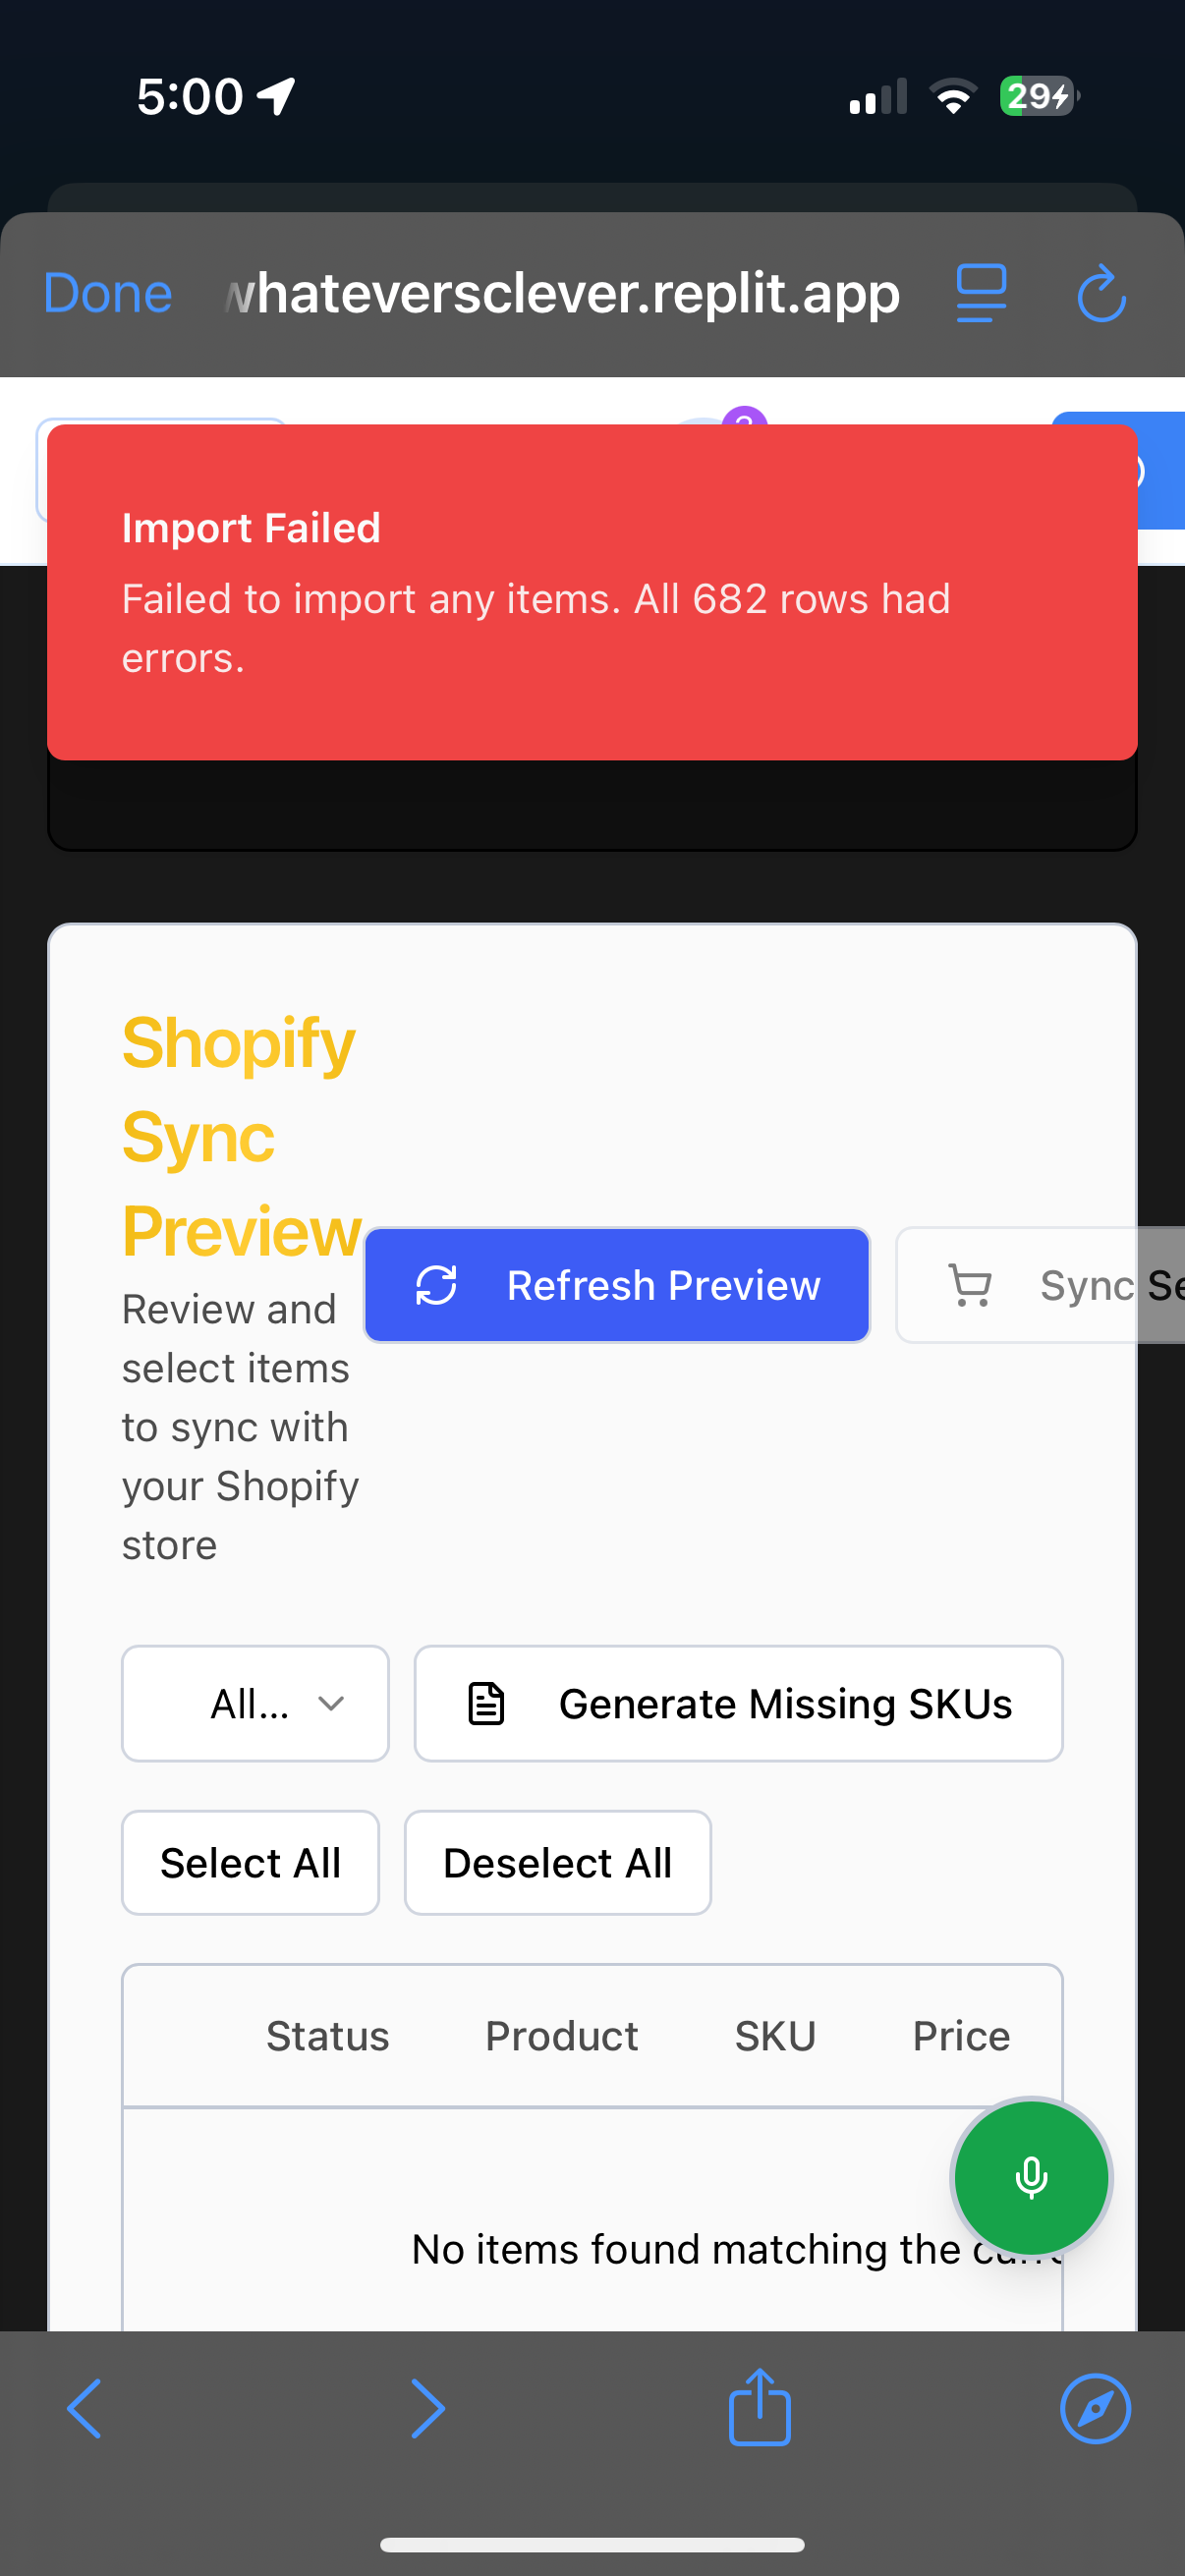 5:00
29
Done
whateversclever.replit.app
Import Failed
Failed to import any items. All 682 rows had
errors.
Shopify
Sync
Preview
Review and
select items
to sync with
your Shopify
store
Refresh Preview
Sync Se
All...
Generate Missing SKUs
Select All
Deselect All
Status Product SKU Price
No items found matching the